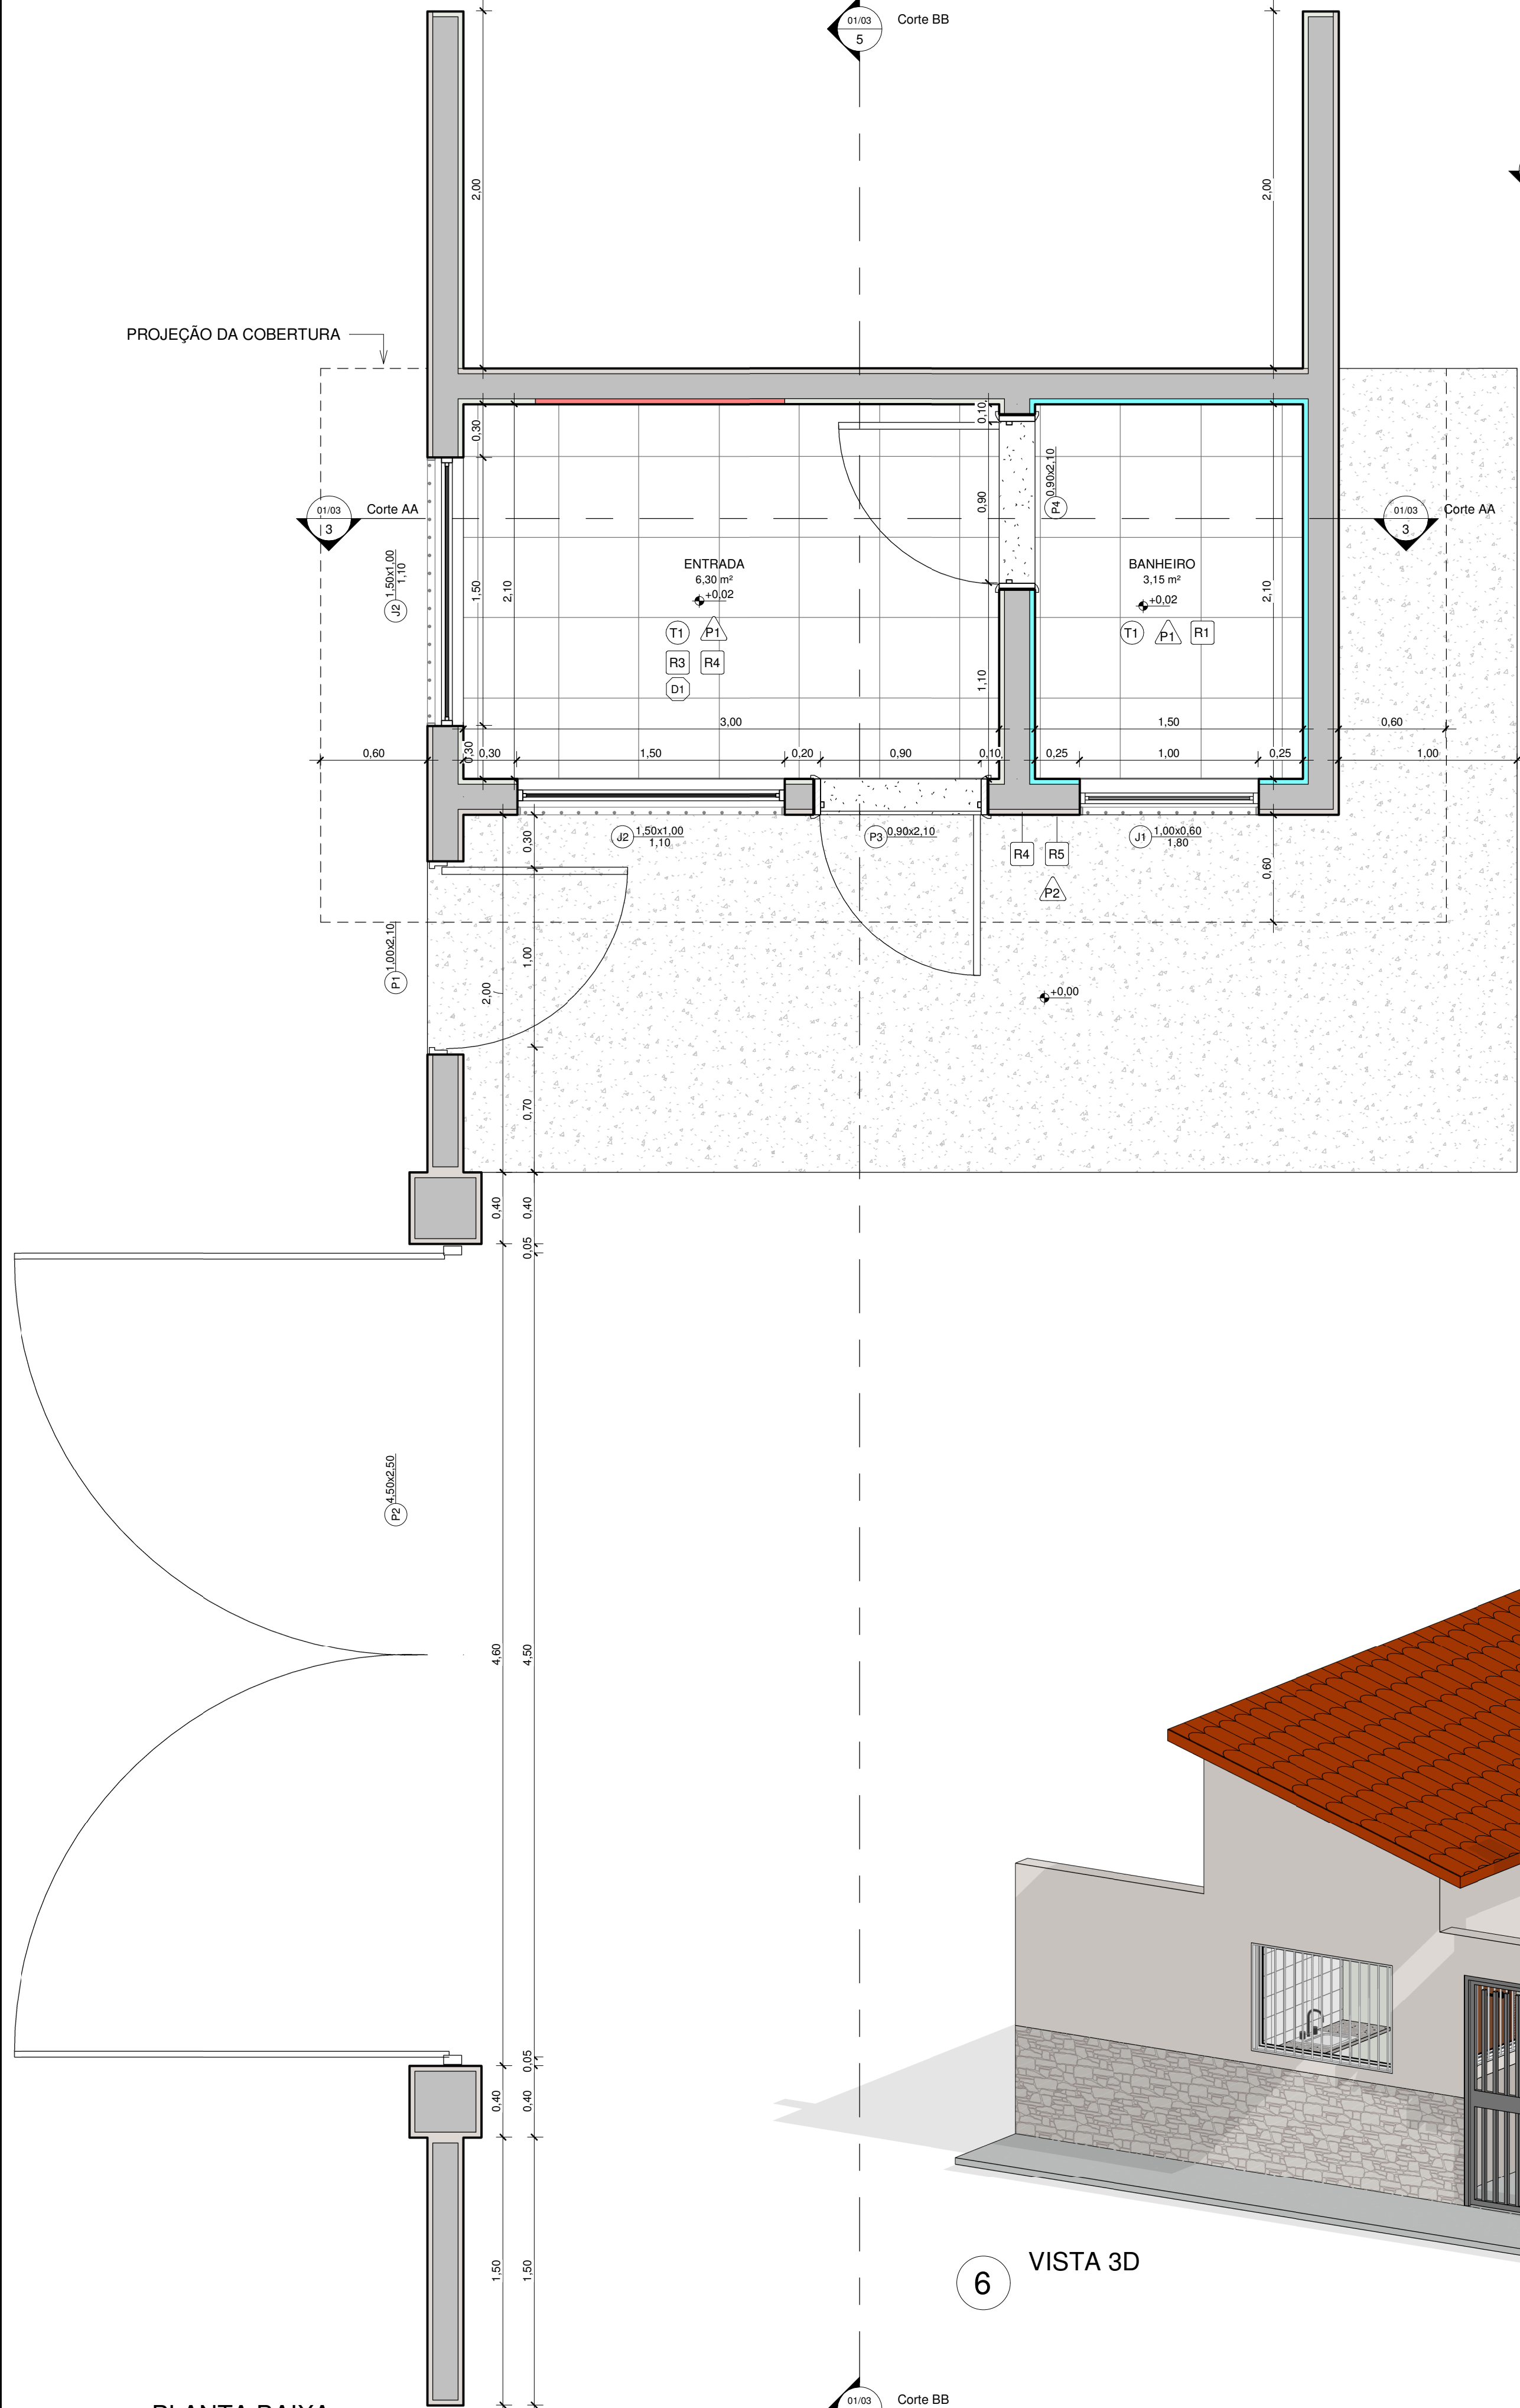 01/03
5
Corte BB
2,00
2,00
PROJEÇÃO DA COBERTURA
0,30
0,10
0,90
P4 0,90x2,10
01/03
3
Corte AA
01/03
3
Corte AA
J2 1,50x1,00
1,10
1,50
2,10
ENTRADA
6,30 m²
+0,02
T1 P1
R3 R4
D1
BANHEIRO
3,15 m²
+0,02
T1 P1 R1
2,10
1,10
3,00
1,50
0,60
0,60
0,30
0,30
1,50
0,20
0,90
0,10
0,25
1,00
0,25
1,00
J2 1,50x1,00
1,10
P3 0,90x2,10
R4 R5
P2
J1 1,00x0,60
1,80
0,30
0,60
P1 1,00x2,10
1,00
2,00
+0,00
0,70
0,40
0,40
0,05
P2 4,50x2,50
4,60
4,50
0,05
0,40
0,40
1,50
1,50
6
VISTA 3D
01/03
Corte BB
PLANTA BAIXA